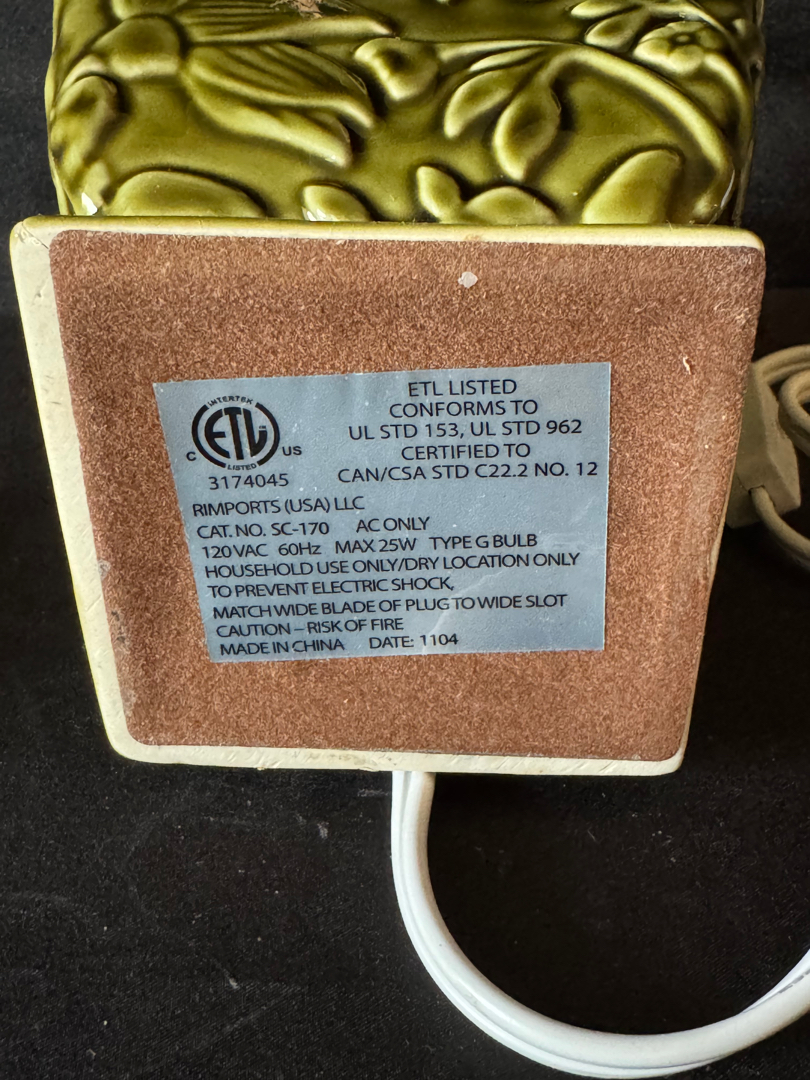 INTERTEK
ETL
C US
LISTED
3174045
ETL LISTED
CONFORMS TO
UL STD 153, UL STD 962
CERTIFIED TO
CAN/CSA STD C22.2 NO. 12
RIMPORTS (USA) LLC
CAT. NO. SC-170 AC ONLY
120 VAC 60Hz MAX 25W TYPE G BULB
HOUSEHOLD USE ONLY/DRY LOCATION ONLY
TO PREVENT ELECTRIC SHOCK,
MATCH WIDE BLADE OF PLUG TO WIDE SLOT
CAUTION – RISK OF FIRE
MADE IN CHINA DATE: 1104